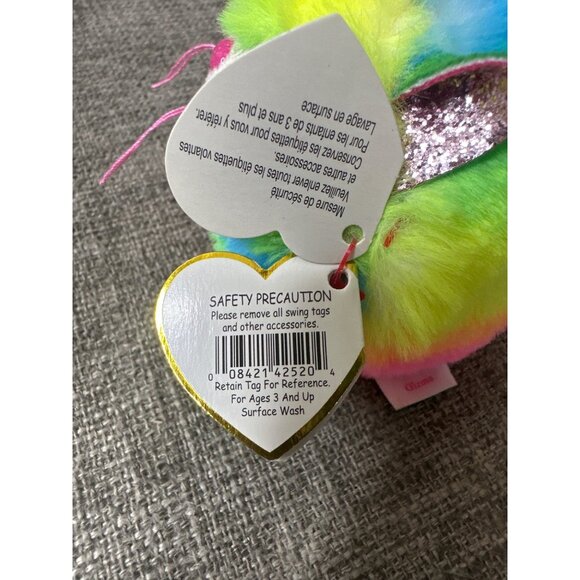 Mesure de sécurité
Veuillez enlever toutes les étiquettes volantes
et autres accessoires.
Conservez les étiquettes pour vous y référer.
Pour les enfants de 3 ans et plus
Lavage en surface
SAFETY PRECAUTION
Please remove all swing tags
and other accessories.
0 08421 42520 4
Retain Tag For Reference.
For Ages 3 And Up
Surface Wash
Gizmo